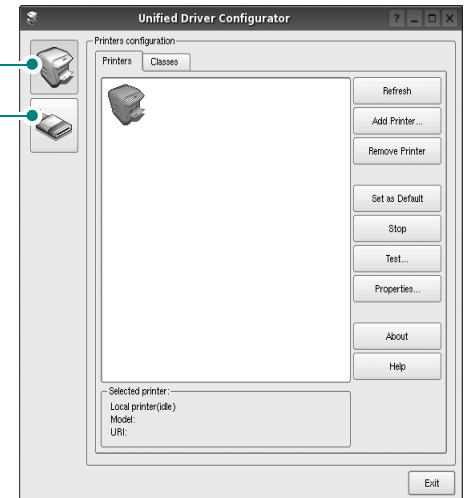 Unified Driver Configurator
Printers configuration
Printers
Classes
Refresh
Add Printer...
Remove Printer
Set as Default
Stop
Test...
Properties...
About
Help
Selected printer:
Local printer(idle)
Model:
URI:
Exit